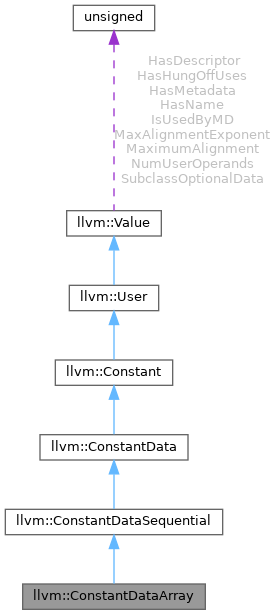 unsigned
HasDescriptor
HasHungOffUses
HasMetadata
HasName
IsUsedByMD
MaxAlignmentExponent
MaximumAlignment
NumUserOperands
SubclassOptionalData
llvm::Value
llvm::User
llvm::Constant
llvm::ConstantData
llvm::ConstantDataSequential
llvm::ConstantDataArray